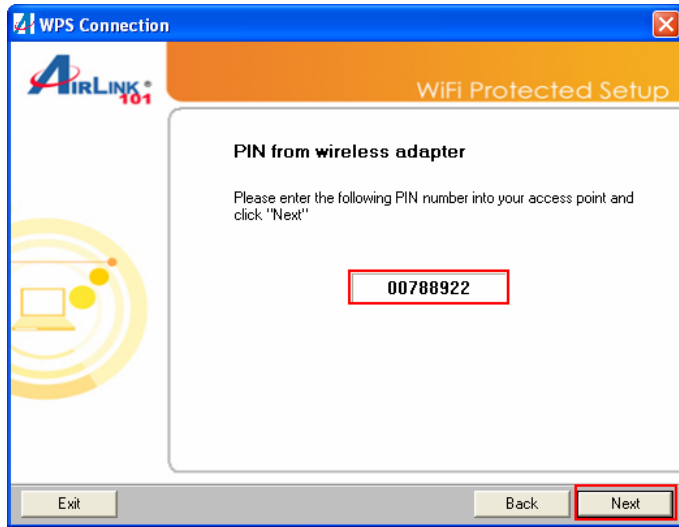 WPS Connection
AIRLINK 101
WiFi Protected Setup
PIN from wireless adapter
Please enter the following PIN number into your access point and
click "Next"
00788922
Exit
Back
Next